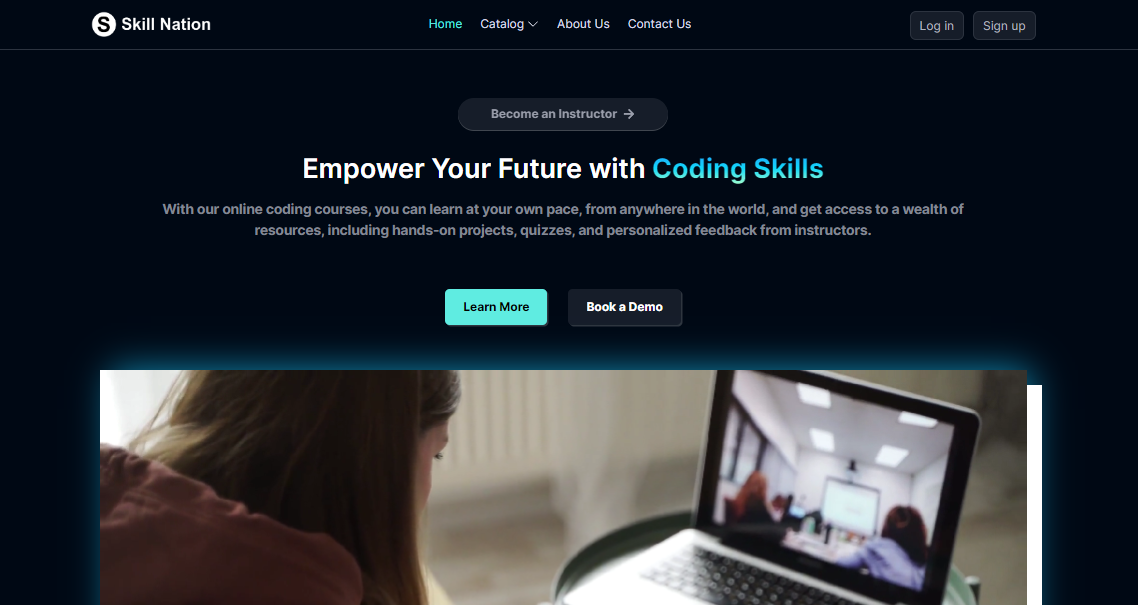 Skill Nation
Home Catalog About Us Contact Us
Log in Sign up
Become an Instructor →
Empower Your Future with Coding Skills
With our online coding courses, you can learn at your own pace, from anywhere in the world, and get access to a wealth of
resources, including hands-on projects, quizzes, and personalized feedback from instructors.
Learn More Book a Demo